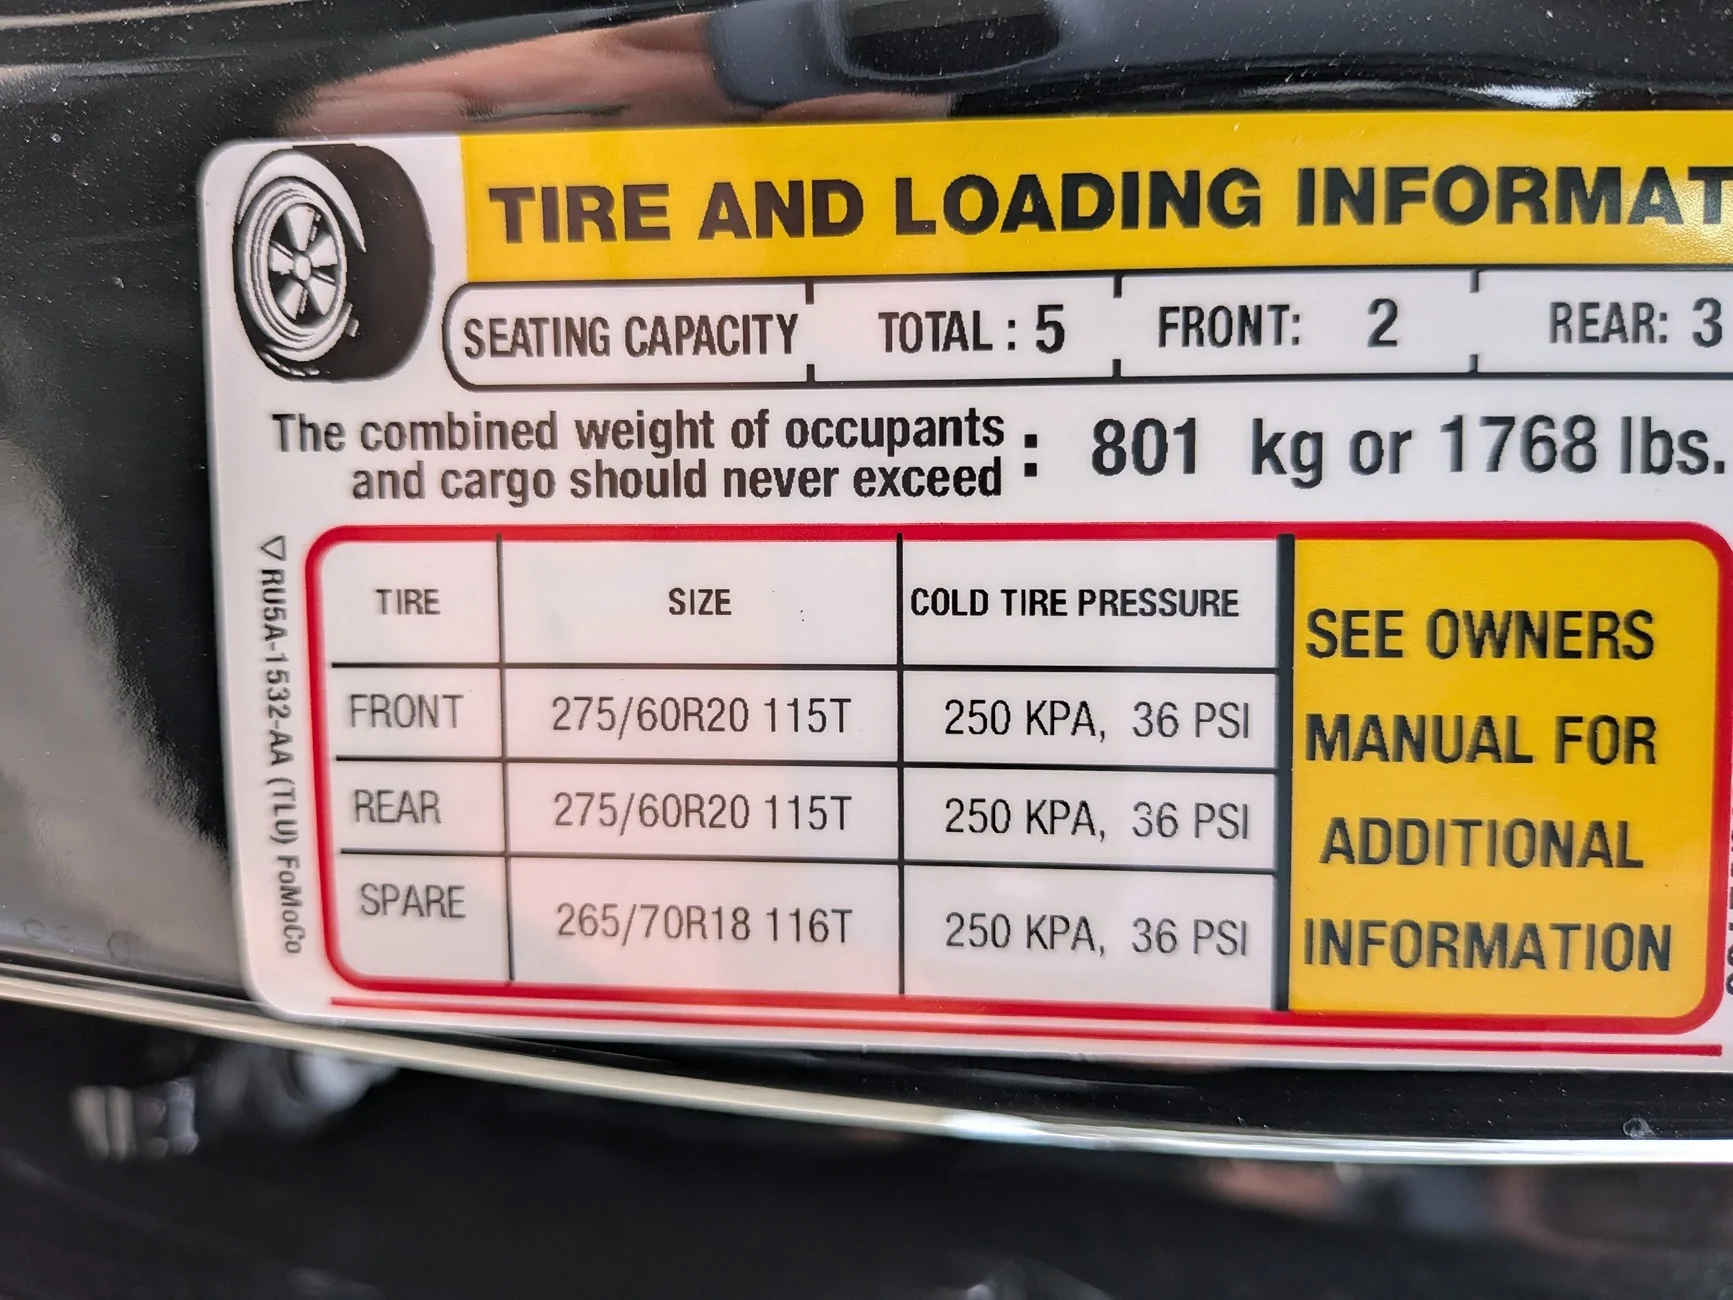 TIRE AND LOADING INFORMAT
SEATING CAPACITY TOTAL : 5 FRONT: 2 REAR: 3
The combined weight of occupants
and cargo should never exceed : 801 kg or 1768 lbs.
▽RU5A-1532-AA (TLU) FoMoCo
TIRE SIZE COLD TIRE PRESSURE
FRONT 275/60R20 115T 250 KPA, 36 PSI
REAR 275/60R20 115T 250 KPA, 36 PSI
SPARE 265/70R18 116T 250 KPA, 36 PSI
SEE OWNERS
MANUAL FOR
ADDITIONAL
INFORMATION